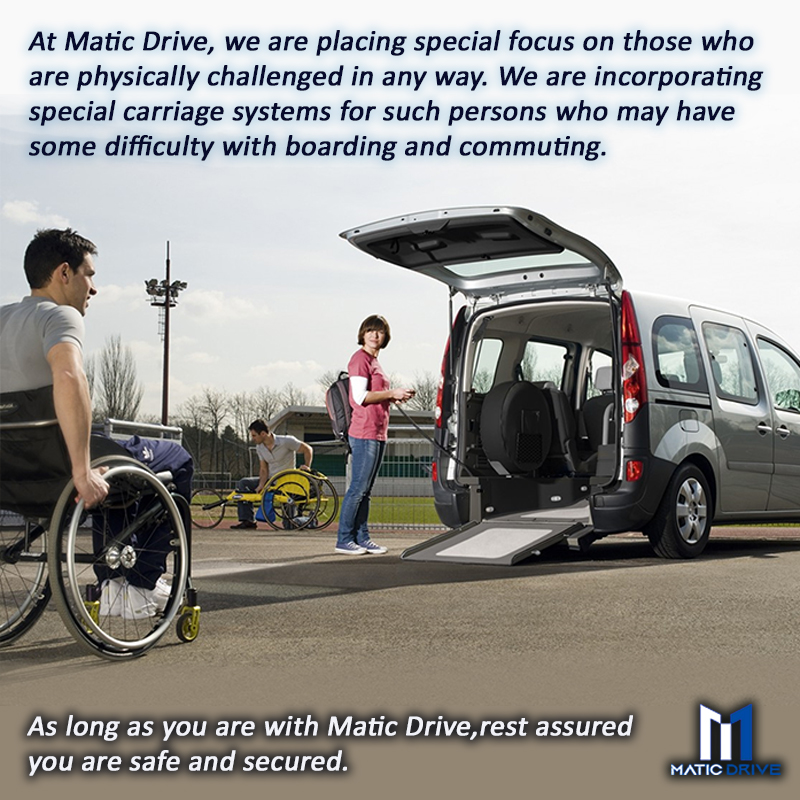 At Matic Drive, we are placing special focus on those who
are physically challenged in any way. We are incorporating
special carriage systems for such persons who may have
some difficulty with boarding and commuting.
As long as you are with Matic Drive,rest assured
you are safe and secured.
MATIC DRIVE